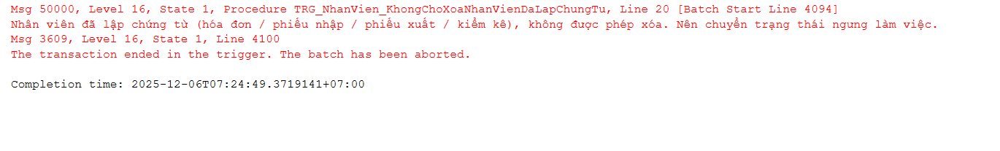 Msg 50000, Level 16, State 1, Procedure TRG_NhanVien_KhongChoXoaNhanVienDaLapChungTu, Line 20 [Batch Start Line 4094]
Nhân viên đã lập chứng từ (hóa đơn / phiếu nhập / phiếu xuất / kiểm kê), không được phép xóa. Nên chuyển trạng thái ngưng làm việc.
Msg 3609, Level 16, State 1, Line 4100
The transaction ended in the trigger. The batch has been aborted.
Completion time: 2025-12-06T07:24:49.3719141+07:00